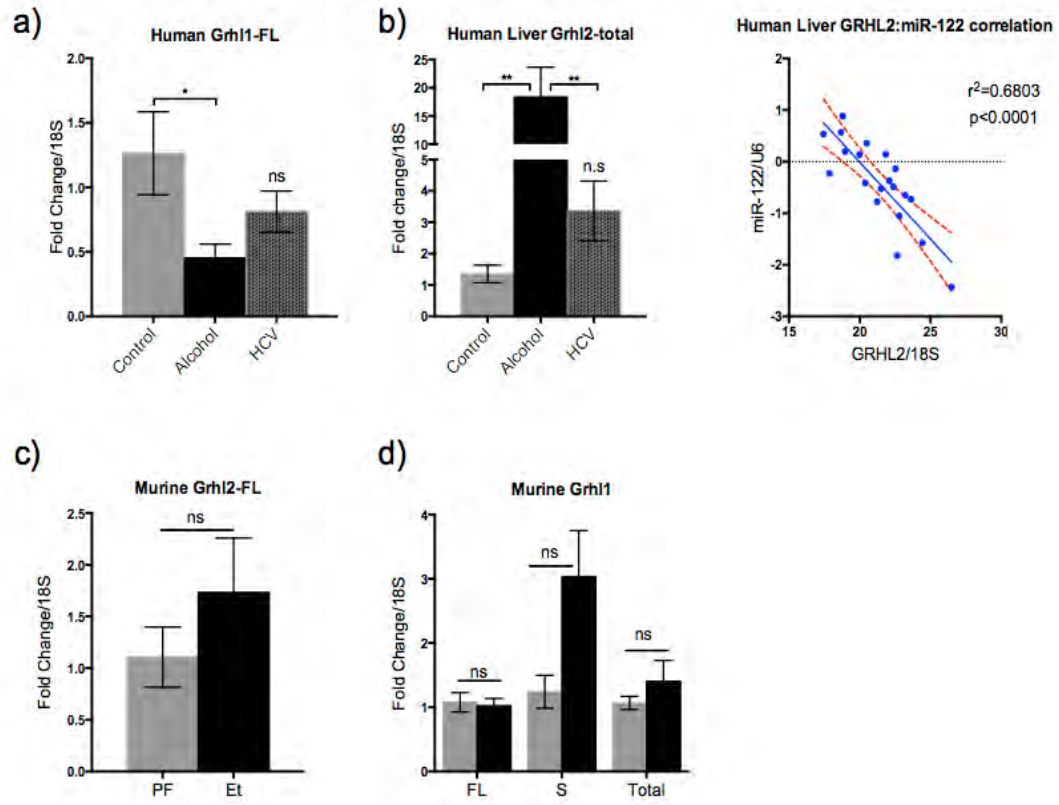 a)
Human Grhl1-FL
Fold Change/18S
2.0
1.5
1.0
0.5
0.0
*
ns
Control
Alcohol
HCV
b)
Human Liver Grhl2-total
Fold Change/18S
25
20
15
10
5
4
3
2
1
0
**
**
n.s
Control
Alcohol
HCV
Human Liver GRHL2:miR-122 correlation
miR-122/U6
2
1
0
-1
-2
-3
r²=0.6803
p<0.0001
15
20
25
30
GRHL2/18S
c)
Murine Grhl2-FL
Fold Change/18S
2.5
2.0
1.5
1.0
0.5
0.0
ns
PF
Et
d)
Murine Grhl1
Fold Change/18S
4
3
2
1
0
ns
ns
ns
FL
S
Total